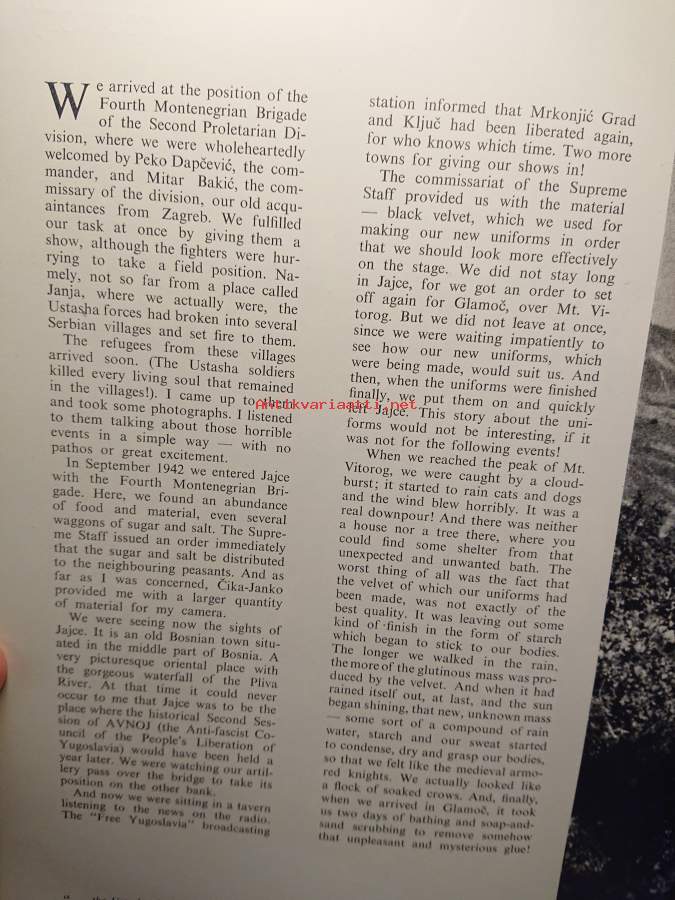 We arrived at the position of the
Fourth Montenegrian Brigade
of the Second Proletarian Di-
vision, where we were wholeheartedly
welcomed by Peko Dapčević, the com-
mander, and Mitar Bakić, the com-
missary of the division, our old acqu-
aintances from Zagreb. We fulfilled
our task at once by giving them a
show, although the fighters were hur-
rying to take a field position. Na-
mely, not so far from a place called
Janja, where we actually were, the
Ustasha forces had broken into several
Serbian villages and set fire to them.
The refugees from these villages
arrived soon. (The Ustasha soldiers
killed every living soul that remained
in the villages!). I came up to them
and took some photographs. I listened
to them talking about those horrible
events in a simple way — with no
pathos or great excitement.
In September 1942 we entered Jajce
with the Fourth Montenegrian Bri-
gade. Here, we found an abundance
of food and material, even several
waggons of sugar and salt. The Supre-
me Staff issued an order immediately
that the sugar and salt be distributed
to the neighbouring peasants. And as
far as I was concerned, Čika-Janko
provided me with a larger quantity
of material for my camera.
We were seeing now the sights of
Jajce. It is an old Bosnian town situ-
ated in the middle part of Bosnia. A
very picturesque oriental place with
the gorgeous waterfall of the Pliva
River. At that time it could never
occur to me that Jajce was to be the
place where the historical Second Ses-
sion of AVNOJ (the Anti-fascist Co-
uncil of the People's Liberation of
Yugoslavia) would have been held a
year later. We were watching our artil-
lery pass over the bridge to take its
position on the other bank.
And now we were sitting in a tavern
listening to the news on the radio.
The "Free Yugoslavia" broadcasting
station informed that Mrkonjić Grad
and Ključ had been liberated again,
for who knows which time. Two more
towns for giving our shows in!
The commissariat of the Supreme
Staff provided us with the material
— black velvet, which we used for
making our new uniforms in order
that we should look more effectively
on the stage. We did not stay long
in Jajce, for we got an order to set
off again for Glamoč, over Mt. Vi-
torog. But we did not leave at once,
since we were waiting impatiently to
see how our new uniforms, which
were being made, would suit us. And
then, when the uniforms were finished
finally, we put them on and quickly
left Jajce. This story about the uni-
forms would not be interesting, if it
was not for the following events!
When we reached the peak of Mt.
Vitorog, we were caught by a cloud-
burst; it started to rain cats and dogs
and the wind blew horribly. It was a
real downpour! And there was neither
a house nor a tree there, where you
could find some shelter from that
unexpected and unwanted bath. The
worst thing of all was the fact that
the velvet of which our uniforms had
been made, was not exactly of the
best quality. It was leaving out some
kind of finish in the form of starch
which began to stick to our bodies.
The longer we walked in the rain,
the more of the glutinous mass was pro-
duced by the velvet. And when it had
rained itself out, at last, and the sun
began shining, that new, unknown mass
— some sort of a compound of rain
water, starch and our sweat started
to condense, dry and grasp our bodies,
so that we felt like the medieval armo-
red knights. We actually looked like
a flock of soaked crows. And, finally,
when we arrived in Glamoč, it took
us two days of bathing and soap-and-
sand scrubbing to remove somehow
that unpleasant and mysterious glue!
Antikvariaatti.net